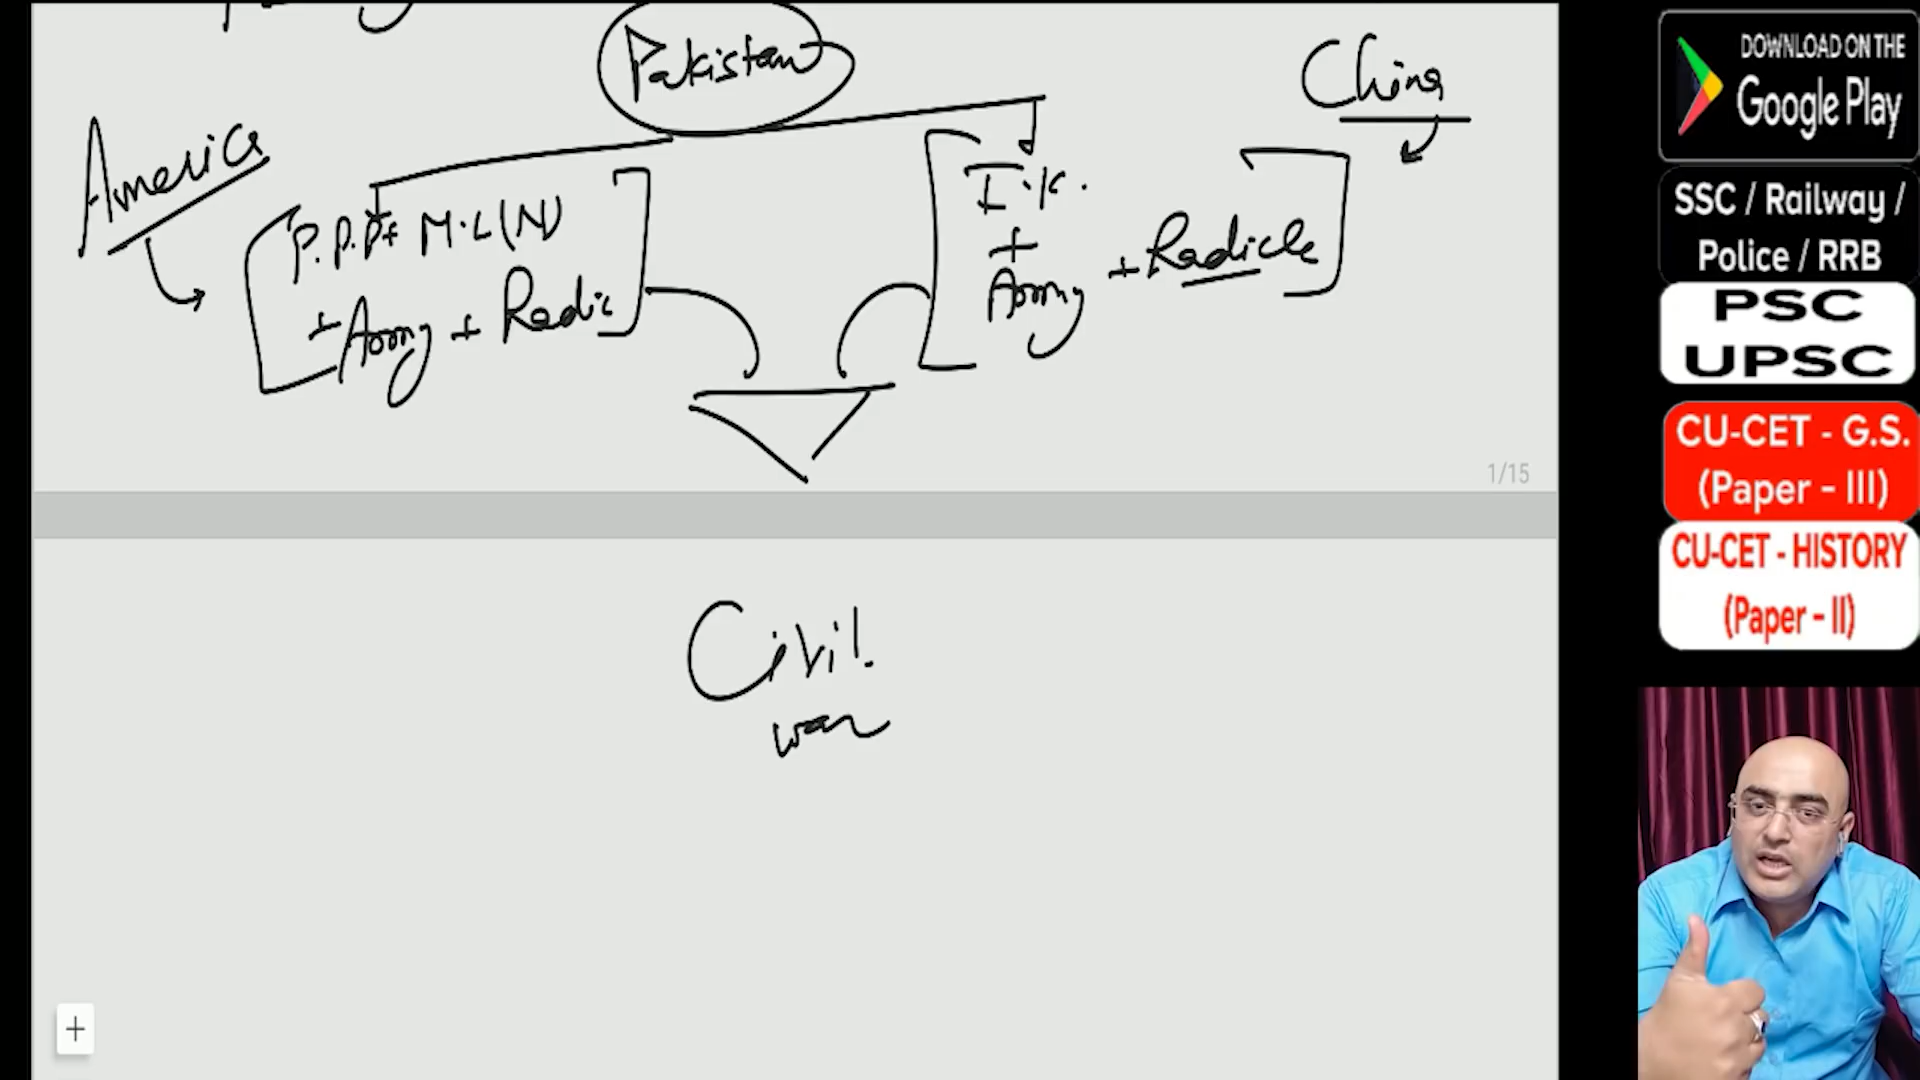 Pakistan
China
America
P.P.P + M.L(N)
+ Army + Radic
I.K.
+
Army + Radicle
1/15
Civil
war
+
DOWNLOAD ON THE
Google Play
SSC / Railway /
Police / RRB
PSC
UPSC
CU-CET - G.S.
(Paper - III)
CU-CET - HISTORY
(Paper - II)